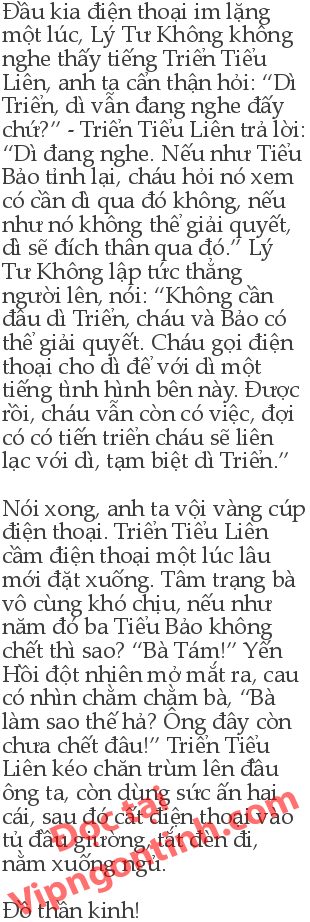 Đầu kia điện thoại im lặng
một lúc, Lý Tư Không không
nghe thấy tiếng Triển Tiểu
Liên, anh ta cẩn thận hỏi: “Dì
Triển, dì vẫn đang nghe đấy
chứ?” - Triển Tiểu Liên trả lời:
“Dì đang nghe. Nếu như Tiểu
Bảo tỉnh lại, cháu hỏi nó xem
có cần dì qua đó không, nếu
như nó không thể giải quyết,
dì sẽ đích thân qua đó.” Lý
Tư Không lập tức thẳng
người lên, nói: “Không cần
đâu dì Triển, cháu và Bảo có
thể giải quyết. Cháu gọi điện
thoại cho dì để với dì một
tiếng tình hình bên này. Được
rồi, cháu vẫn còn có việc, đợi
có có tiến triển cháu sẽ liên
lạc với dì, tạm biệt dì Triển.”
Nói xong, anh ta vội vàng cúp
điện thoại. Triển Tiểu Liên
cầm điện thoại một lúc lâu
mới đặt xuống. Tâm trạng bà
vô cùng khó chịu, nếu như
năm đó ba Tiểu Bảo không
chết thì sao? “Bà Tám!” Yến
Hồi đột nhiên mở mắt ra, cau
có nhìn chằm chằm bà, “Bà
làm sao thế hả? Ông đây còn
chưa chết đâu!” Triển Tiểu
Liên kéo chăn trùm lên đầu
ông ta, còn dùng sức ấn hai
cái, sau đó cất điện thoại vào
tủ đầu giường, tắt đèn đi,
nằm xuống ngủ.
Đồ thần kinh!
Đọc tại
Vipngontinh.com